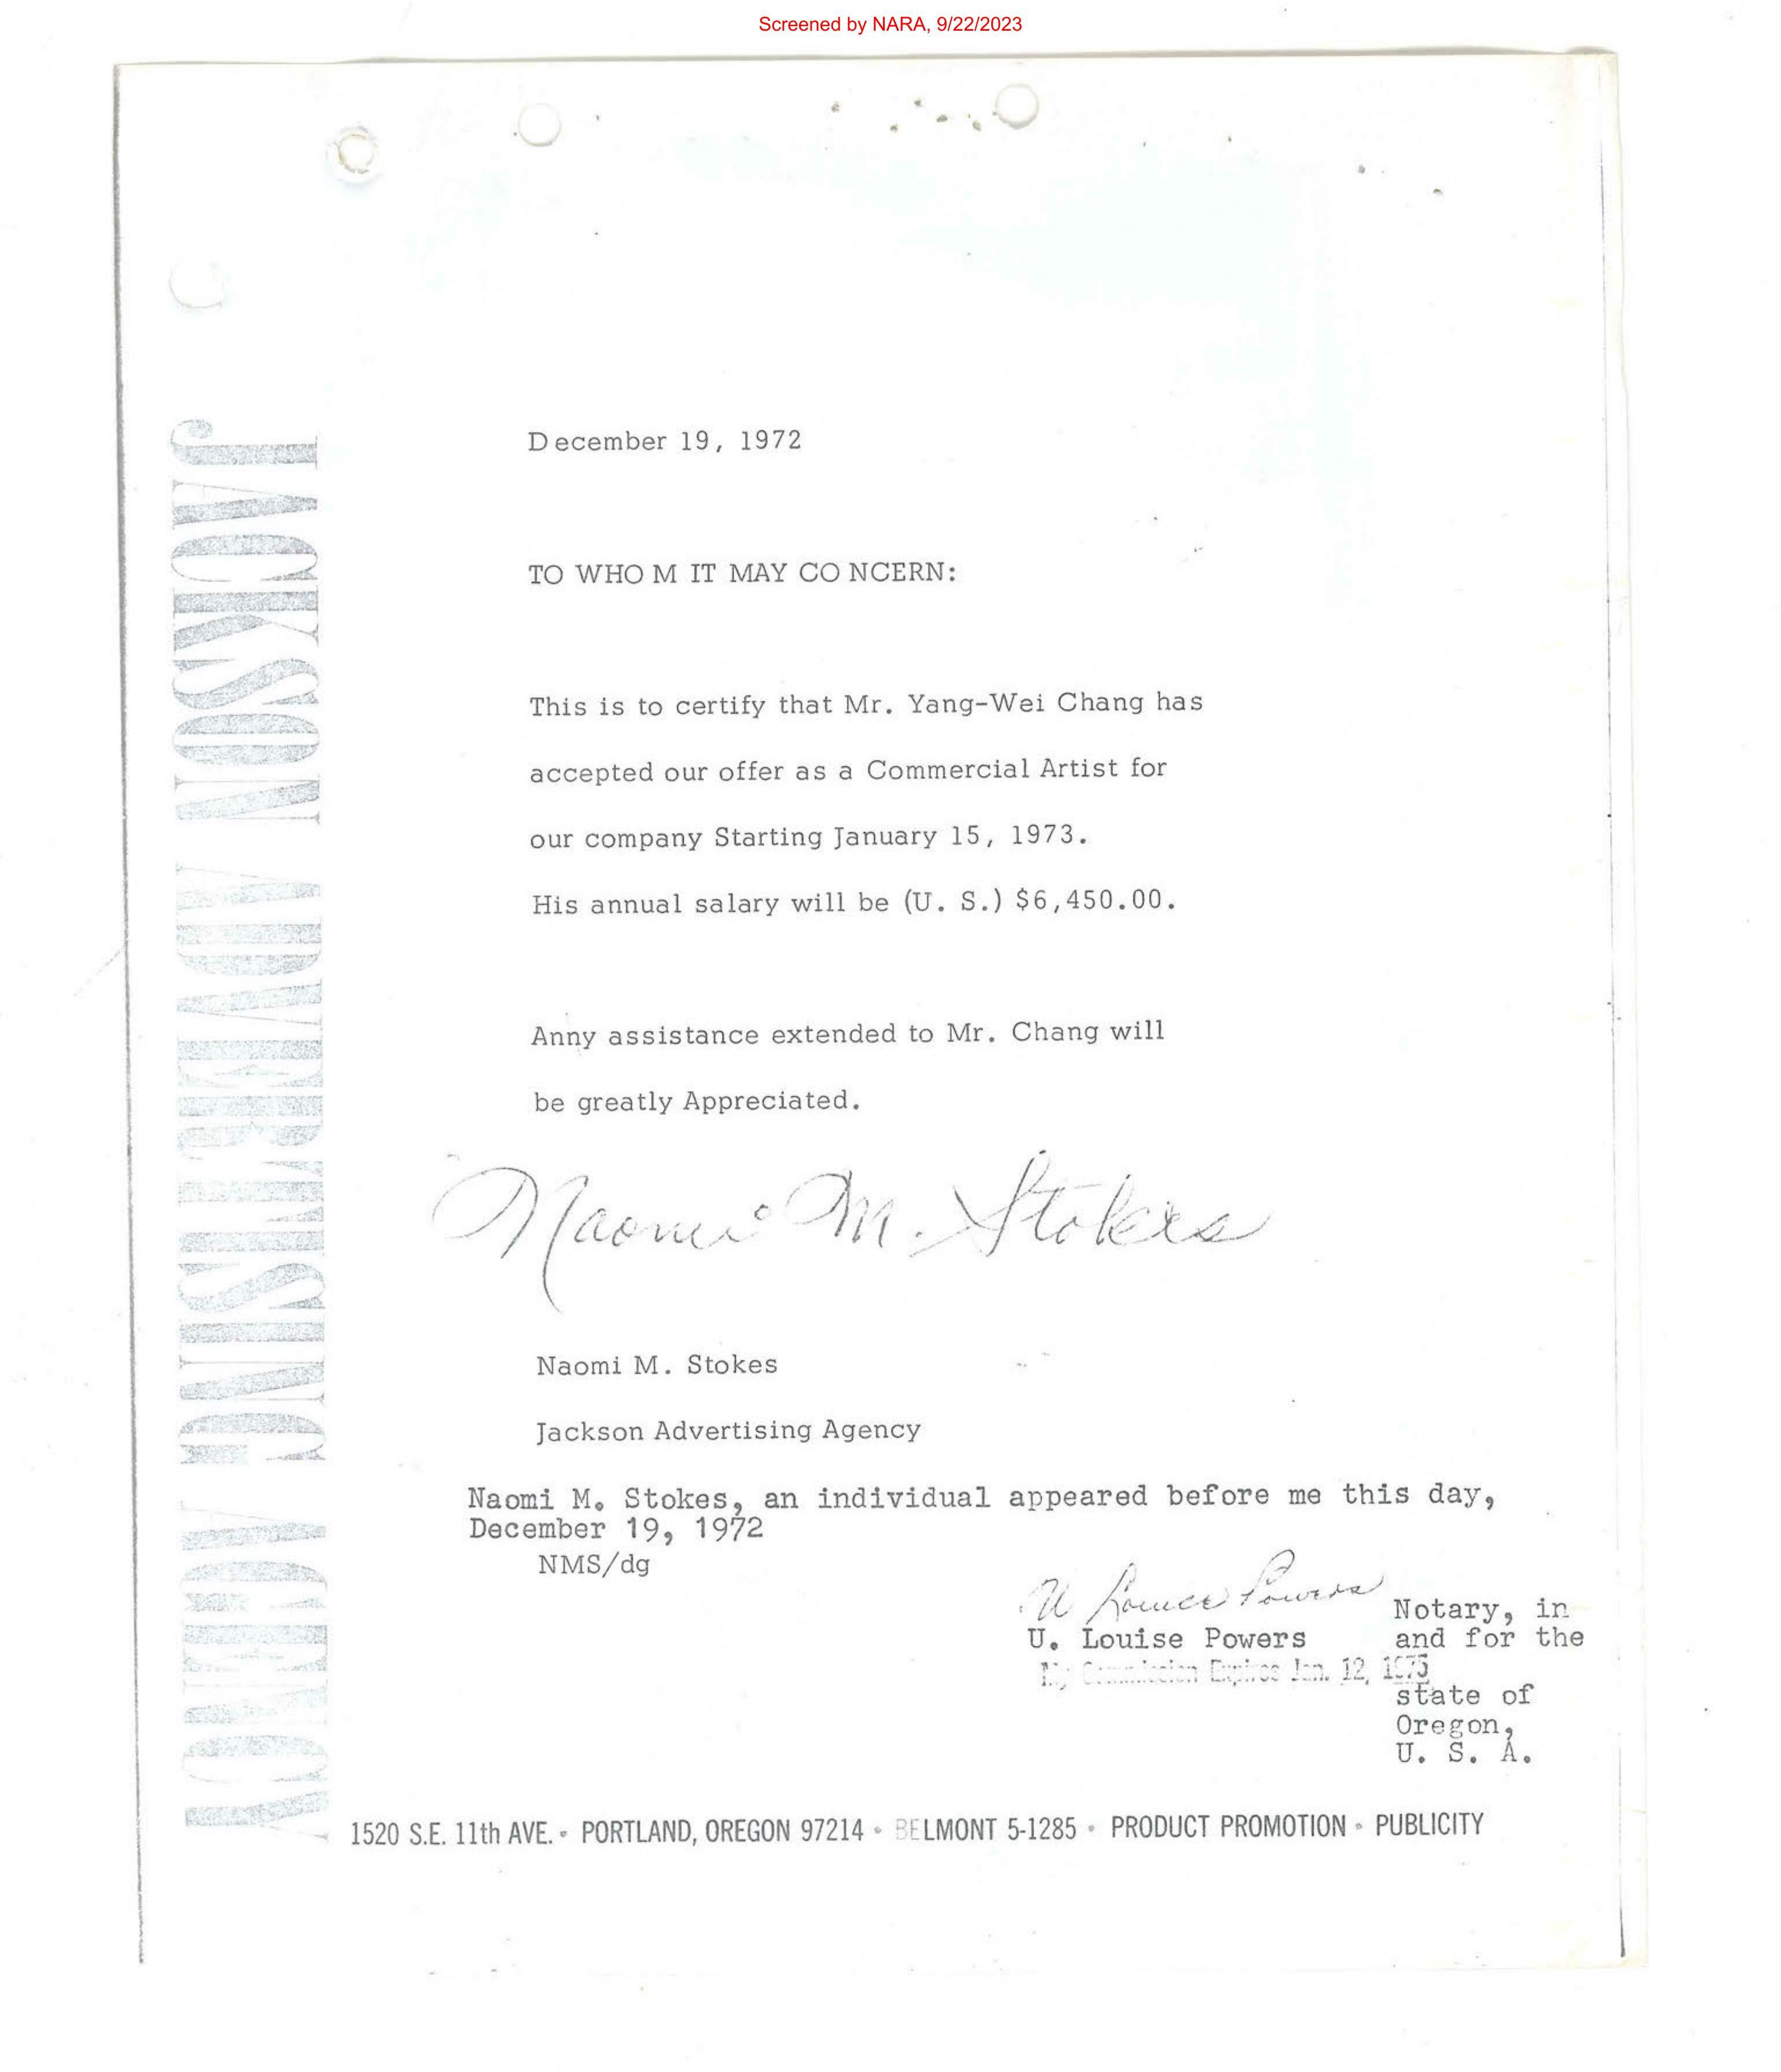 Screened by NARA, 9/22/2023
JACKSON ADVERTISING AGENCY
December 19, 1972
TO WHO M IT MAY CO NCERN:
This is to certify that Mr. Yang-Wei Chang has
accepted our offer as a Commercial Artist for
our company Starting January 15, 1973.
His annual salary will be (U. S.) $6,450.00.
Anny assistance extended to Mr. Chang will
be greatly Appreciated.
Naomi M. Stokes
Naomi M. Stokes
Jackson Advertising Agency
Naomi M. Stokes, an individual appeared before me this day,
December 19, 1972
NMS/dg
U Louise Powers
Notary, in
U. Louise Powers and for the
My Commission Expires Jan. 12, 1975
state of
Oregon,
U. S. A.
1520 S.E. 11th AVE. • PORTLAND, OREGON 97214 • BELMONT 5-1285 • PRODUCT PROMOTION • PUBLICITY